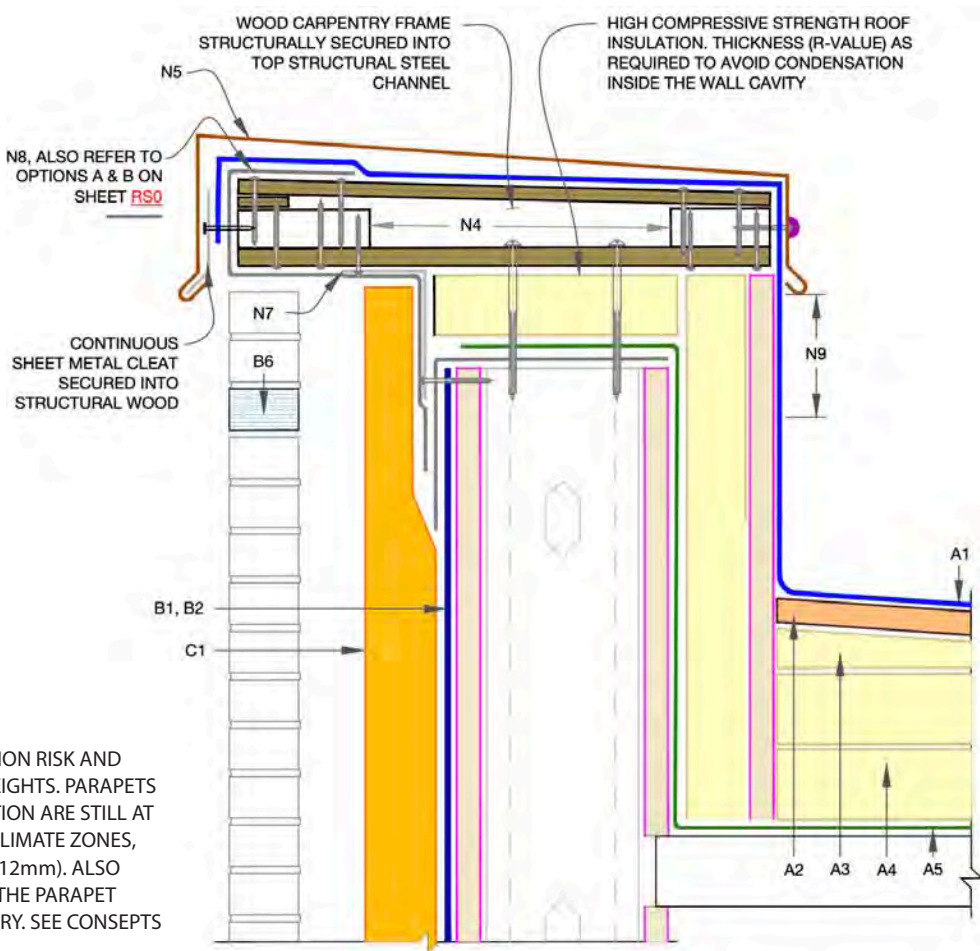 WOOD CARPENTRY FRAME
STRUCTURALLY SECURED INTO
TOP STRUCTURAL STEEL
CHANNEL
HIGH COMPRESSIVE STRENGTH ROOF
INSULATION. THICKNESS (R-VALUE) AS
REQUIRED TO AVOID CONDENSATION
INSIDE THE WALL CAVITY
N5
N8, ALSO REFER TO
OPTIONS A & B ON
SHEET RS0
N4
N7
CONTINUOUS
SHEET METAL CLEAT
SECURED INTO
STRUCTURAL WOOD
B6
N9
B1, B2
C1
A1
A2
A3
A4
A5
ION RISK AND
EIGHTS. PARAPETS
TION ARE STILL AT
CLIMATE ZONES,
12mm). ALSO
THE PARAPET
RY. SEE CONSEPTS